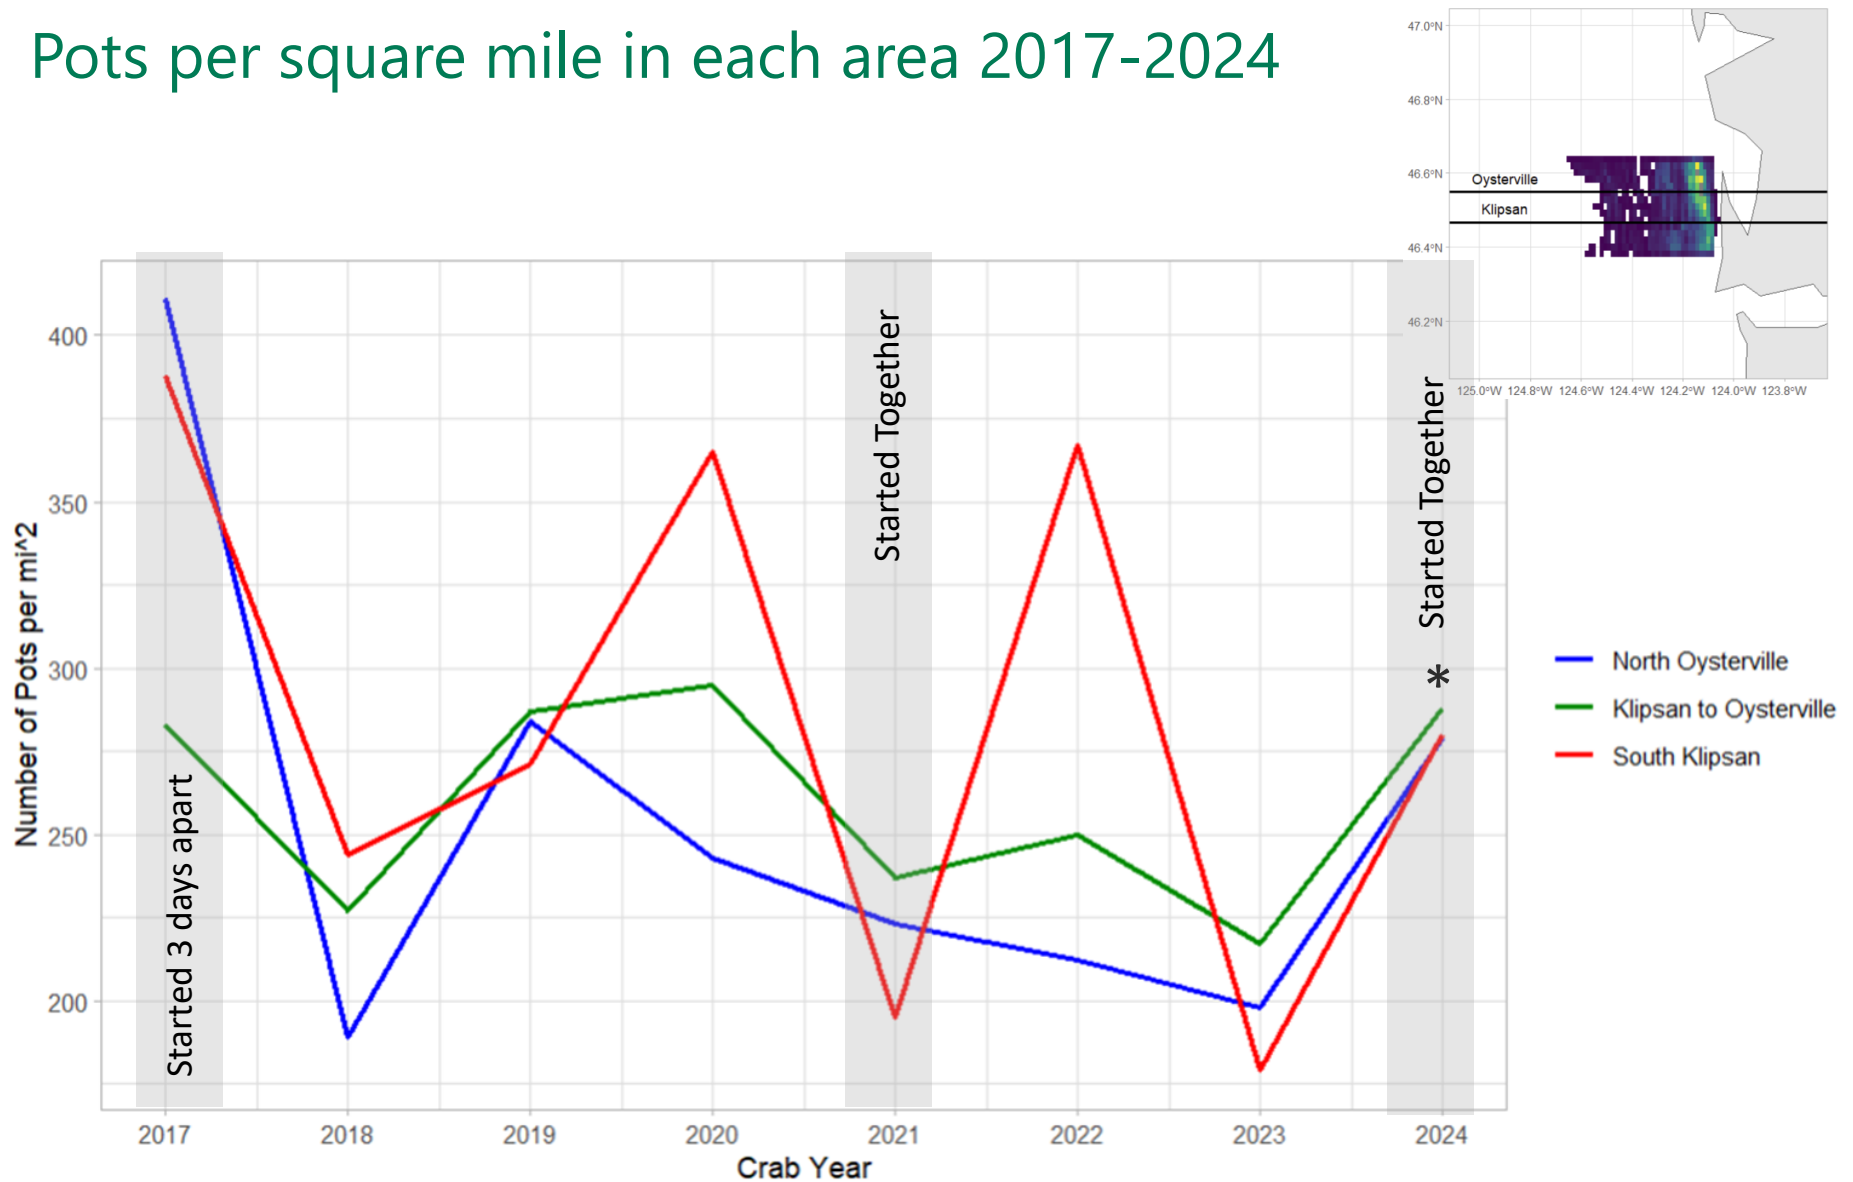 Pots per square mile in each area 2017-2024
47.0°N
46.8°N
46.6°N
Oysterville
Klipsan
46.4°N
46.2°N
125.0°W 124.8°W 124.6°W 124.4°W 124.2°W 124.0°W 123.8°W
Number of Pots per mi^2
400
350
300
250
200
Started 3 days apart
Started Together
Started Together
*
North Oysterville
Klipsan to Oysterville
South Klipsan
2017 2018 2019 2020 2021 2022 2023 2024
Crab Year